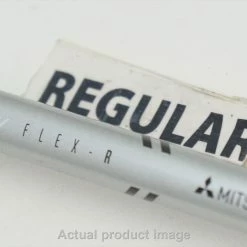 REGULAR
FLEX-R
MITS
Actual product image